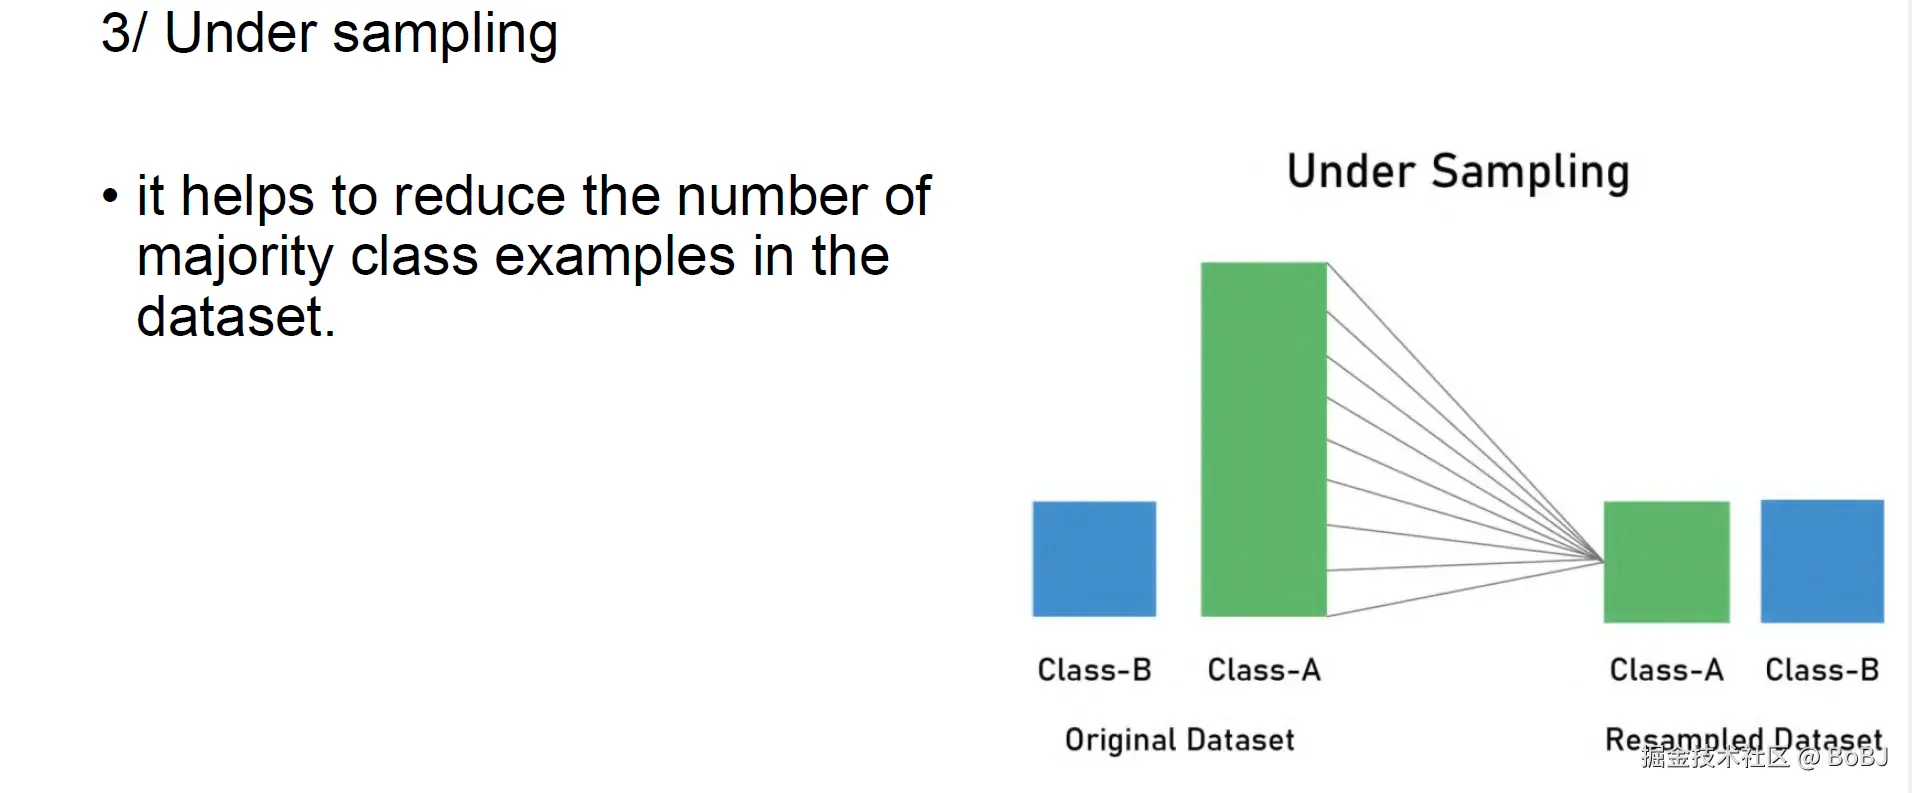 3/ Under sampling
• it helps to reduce the number of
majority class examples in the
dataset.
Under Sampling
Class-B Class-A Class-A Class-B
Original Dataset Resampled Dataset
掘金技术社区 @ BoBJ